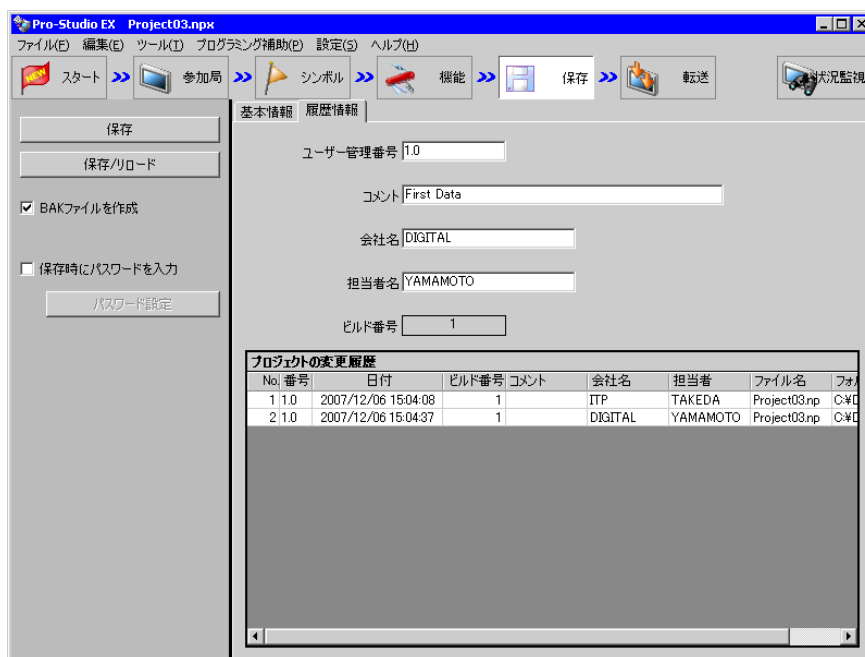 Pro-Studio EX Project03.npx
ファイル(F) 編集(E) ツール(T) プログラミング補助(P) 設定(S) ヘルプ(H)
NEW スタート 参加局 シンボル 機能 保存 転送 状況監視
基本情報 履歴情報
保存
保存/リロード
BAKファイルを作成
保存時にパスワードを入力
パスワード設定
ユーザー管理番号 1.0
コメント First Data
会社名 DIGITAL
担当者名 YAMAMOTO
ビルド番号 1
プロジェクトの変更履歴
No. 番号 日付 ビルド番号 コメント 会社名 担当者 ファイル名 フォル
1 1.0 2007/12/06 15:04:08 1 ITP TAKEDA Project03.np C:¥D
2 1.0 2007/12/06 15:04:37 1 DIGITAL YAMAMOTO Project03.np C:¥D